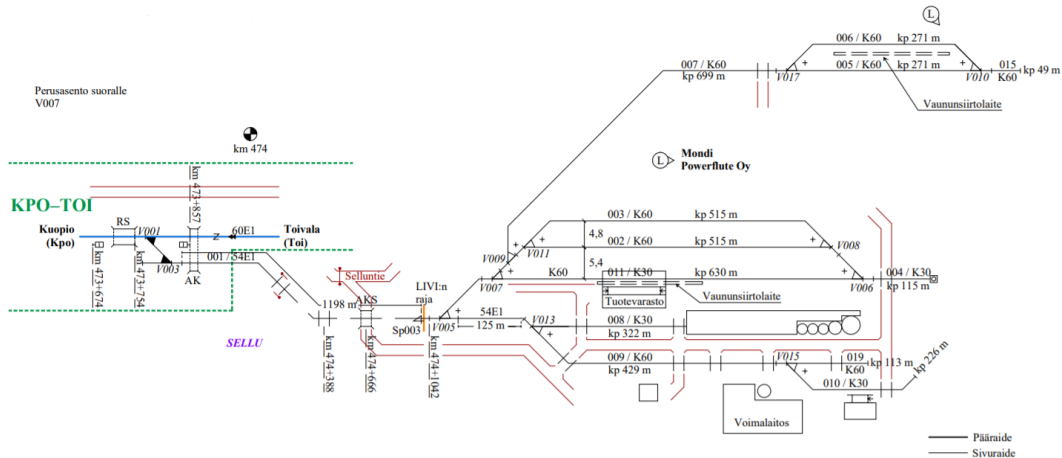 L
006 / K60
kp 271 m
007 / K60
kp 699 m
V017
005 / K60
kp 271 m
V010
015
K60
kp 49 m
Vaununsiirtolaite
Perusasento suoralle
V007
km 474
L
Mondi
Powerflute Oy
km 473+857
KPO–TOI
RS
V001
Kuopio
(Kpo)
N
60E1
Toivala
(Toi)
V003
001 / 54E1
AK
km 473+674
km 473+754
003 / K60
kp 515 m
4,8
002 / K60
kp 515 m
V008
V009
V011
5,4
K60
011 / K30
kp 630 m
004 / K30
kp 115 m
V007
V006
Selluntie
Tuotevarasto
Vaununsiirtolaite
LIVI:n
raja
1198 m
AKS
Sp003
V005
54E1
125 m
V013
008 / K30
kp 322 m
SELLU
km 474+388
km 474+666
km 474+1042
009 / K60
kp 429 m
V015
019
K60
kp 113 m
kp 226 m
010 / K30
Voimalaitos
Pääraide
Sivuraide